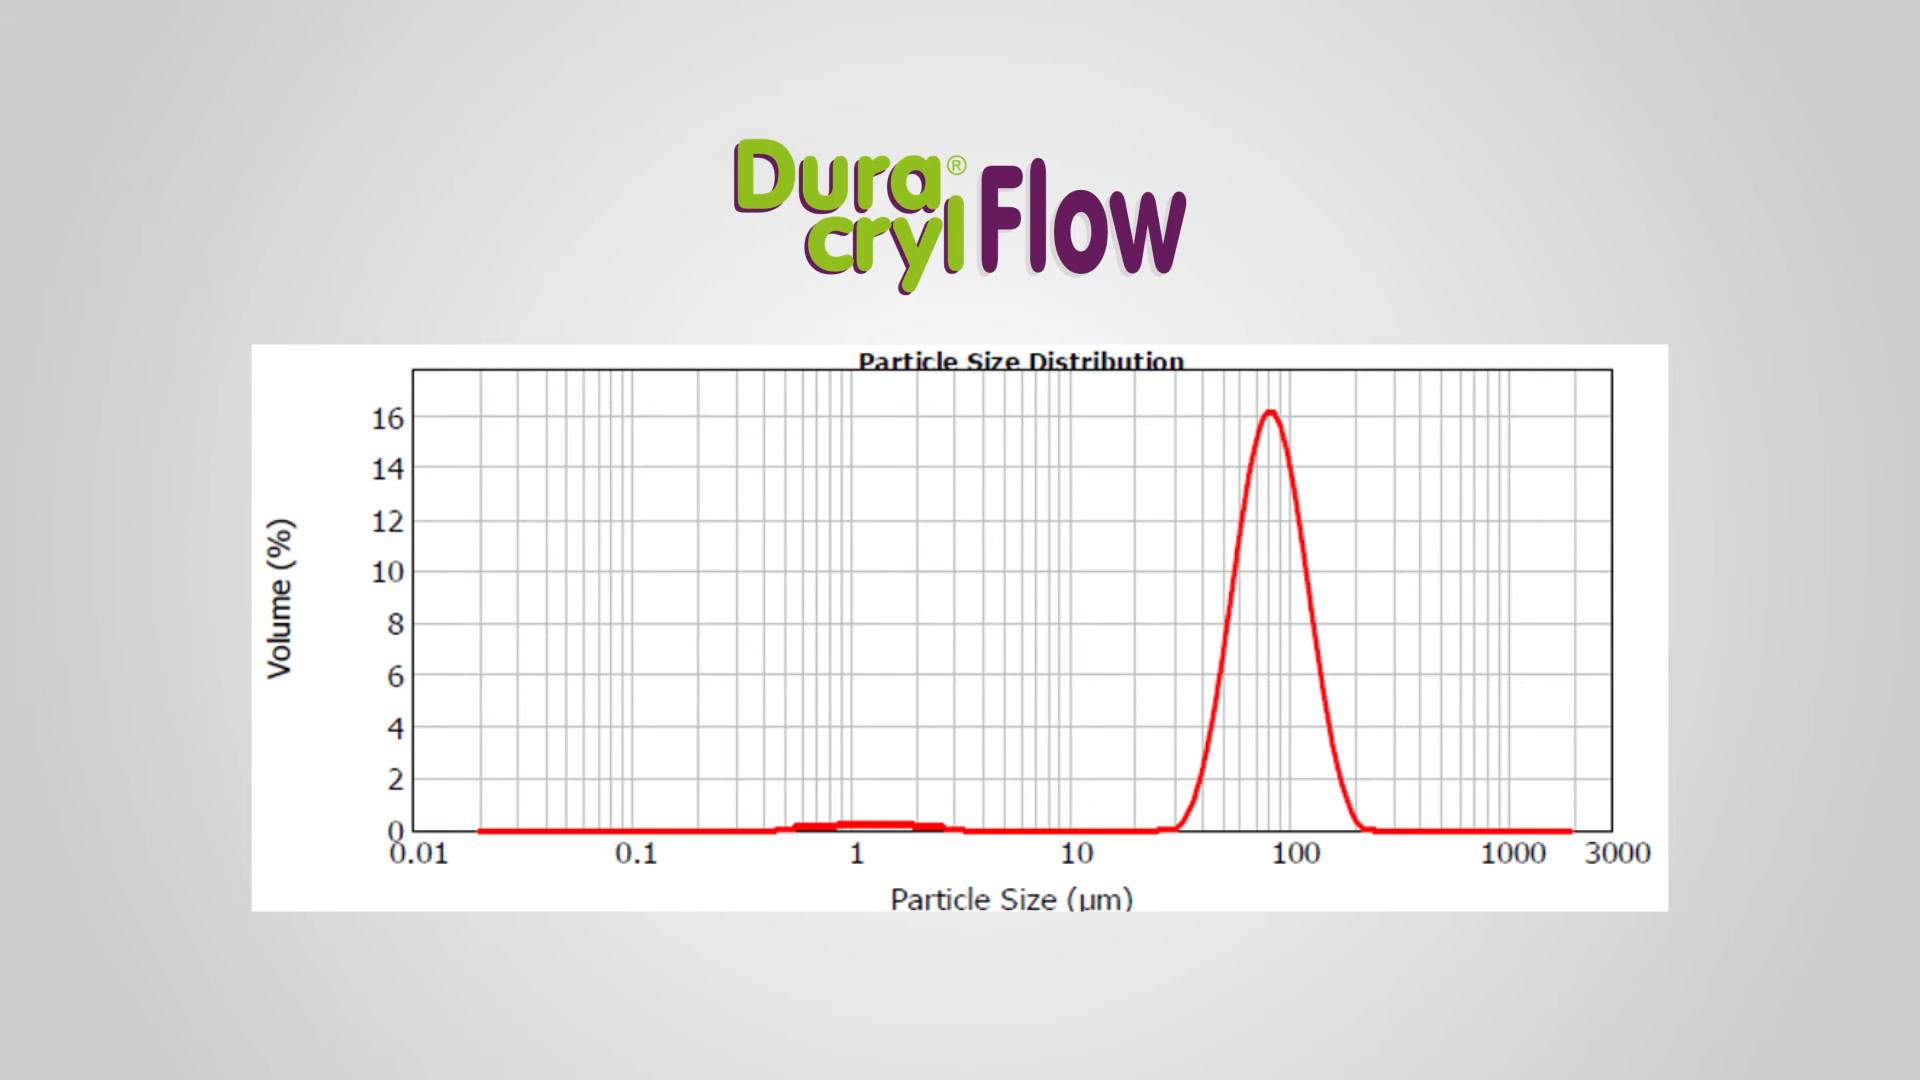 Dura® Flow
cryl
Particle Size Distribution
Volume (%)
16
14
12
10
8
6
4
2
0
0.01 0.1 1 10 100 1000 3000
Particle Size (µm)